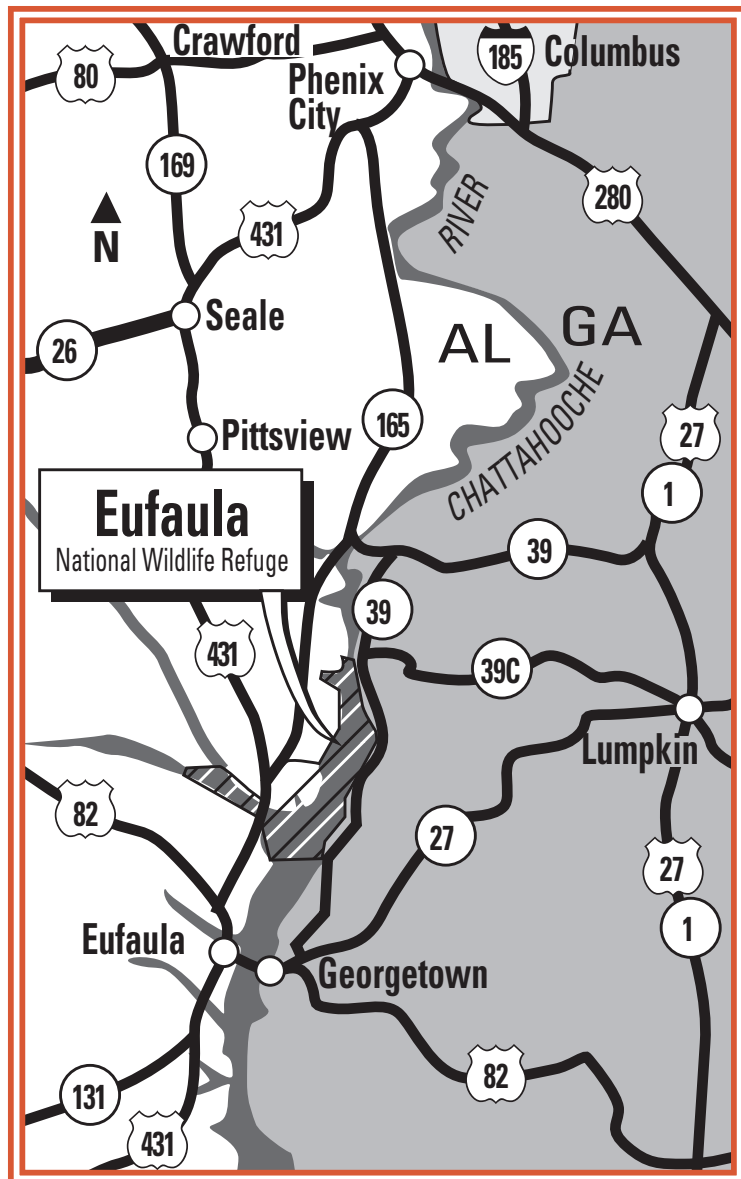 Crawford
185
Columbus
80
Phenix
City
169
280
RIVER
N
431
Seale
AL
GA
26
CHATTAHOOCHE
165
27
Pittsview
1
Eufaula
National Wildlife Refuge
39
39
431
39C
Lumpkin
82
27
27
Eufaula
1
Georgetown
82
131
431